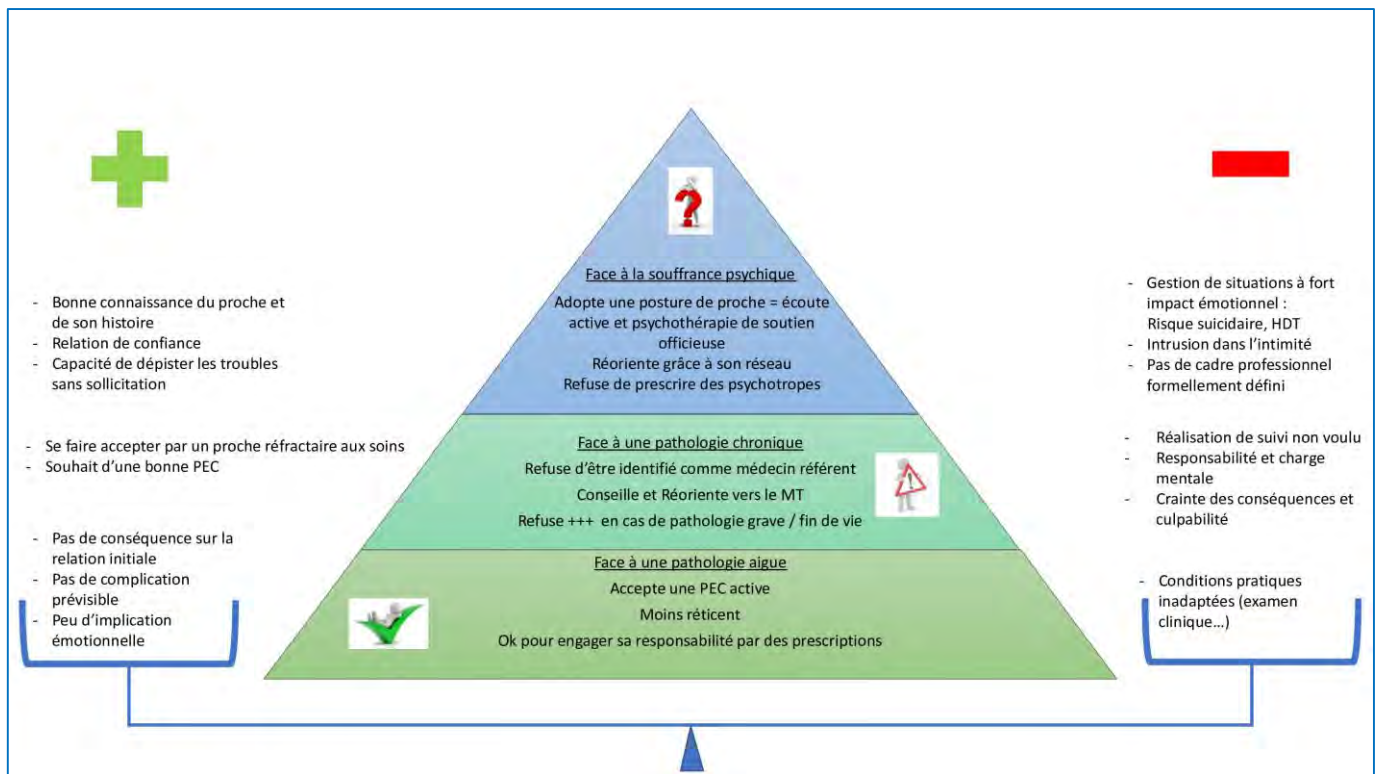 Face à la souffrance psychique
Adopte une posture de proche = écoute
active et psychothérapie de soutien
officieuse
Réoriente grâce à son réseau
Refuse de prescrire des psychotropes
- Bonne connaissance du proche et
de son histoire
- Relation de confiance
- Capacité de dépister les troubles
sans sollicitation
- Gestion de situations à fort
impact émotionnel :
Risque suicidaire, HDT
- Intrusion dans l'intimité
- Pas de cadre professionnel
formellement défini
- Se faire accepter par un proche réfractaire aux soins
- Souhait d'une bonne PEC
Face à une pathologie chronique
Refuse d'être identifié comme médecin référent
Conseille et Réoriente vers le MT
Refuse +++ en cas de pathologie grave / fin de vie
- Réalisation de suivi non voulu
- Responsabilité et charge
mentale
- Crainte des conséquences et
culpabilité
- Pas de conséquence sur la
relation initiale
- Pas de complication
prévisible
- Peu d'implication
émotionnelle
Face à une pathologie aigue
Accepte une PEC active
Moins réticent
Ok pour engager sa responsabilité par des prescriptions
- Conditions pratiques
inadaptées (examen
clinique…)